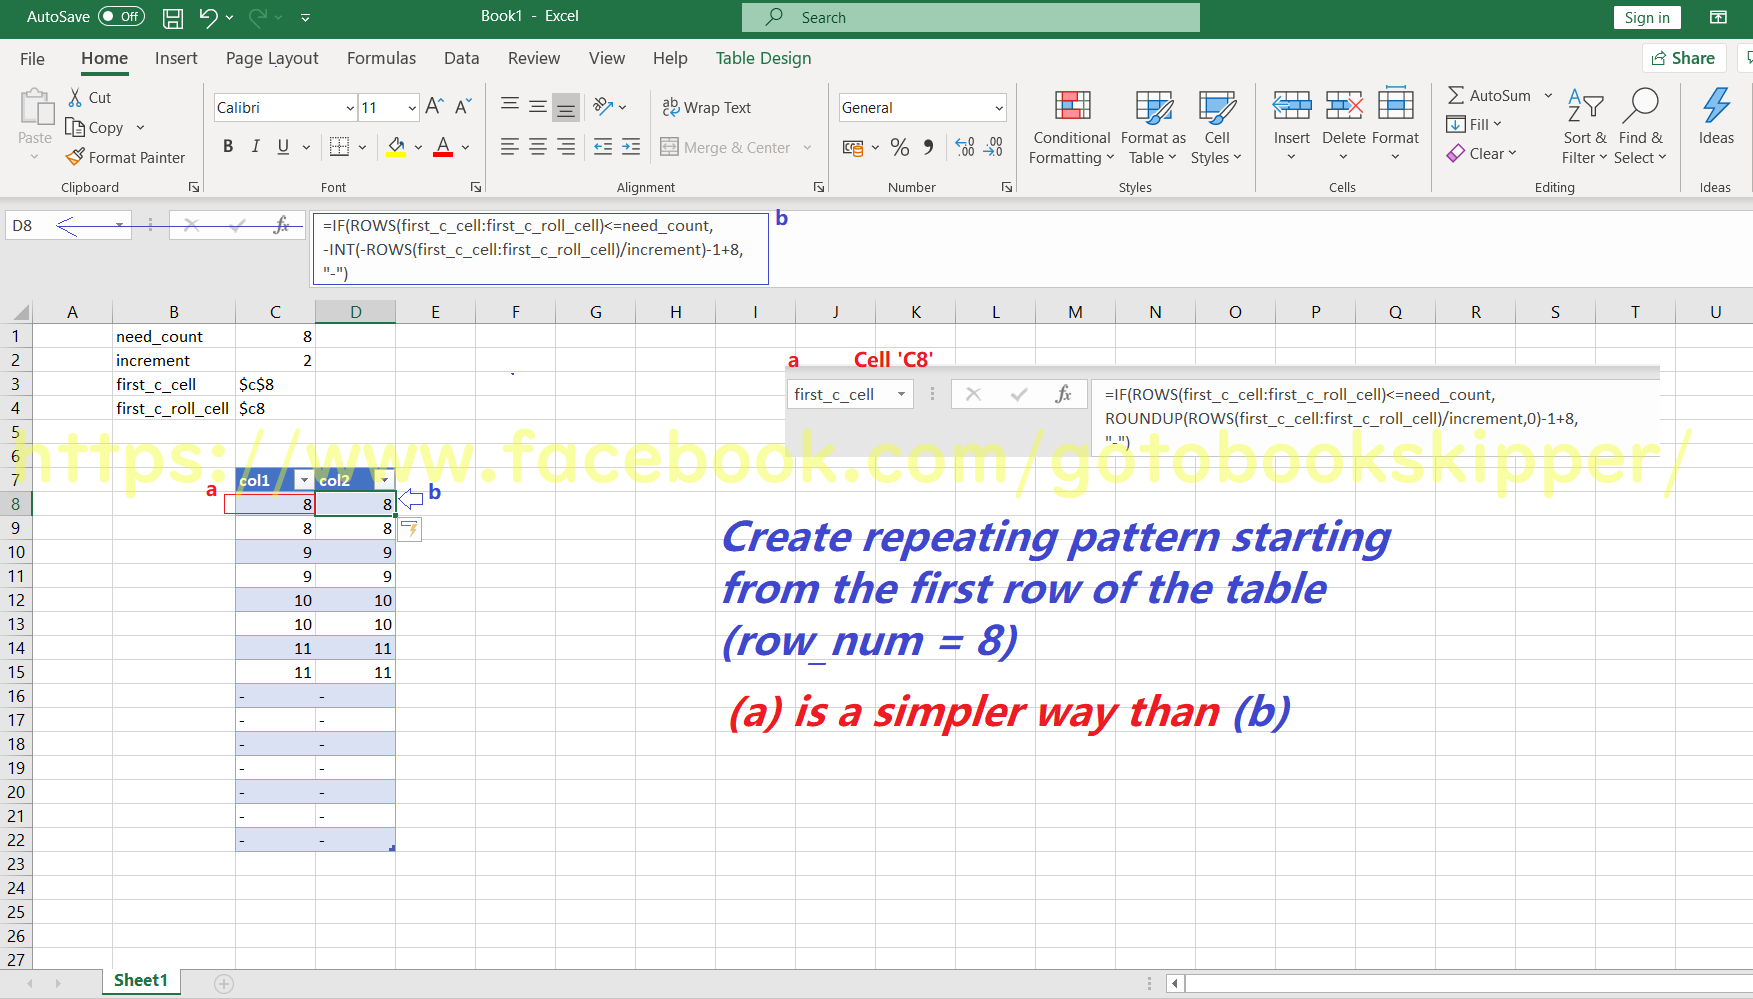 AutoSave Off Book1 - Excel Search Sign in
File Home Insert Page Layout Formulas Data Review View Help Table Design Share
Paste Cut Copy Format Painter
Calibri 11 B I U A
Wrap Text Merge & Center
General % 9
Conditional Formatting Format as Table Cell Styles
Insert Delete Format
AutoSum Fill Clear
Sort & Filter Find & Select Ideas
Clipboard Font Alignment Number Styles Cells Editing Ideas
D8 fx =IF(ROWS(first_c_cell:first_c_roll_cell)<=need_count, b
-INT(-ROWS(first_c_cell:first_c_roll_cell)/increment)-1+8,
"-")
A B C D E F G H I J K L M N O P Q R S T U
1 need_count 8
2 increment 2
a Cell 'C8'
3 first_c_cell $c$8
4 first_c_roll_cell $c8
first_c_cell fx =IF(ROWS(first_c_cell:first_c_roll_cell)<=need_count,
ROUNDUP(ROWS(first_c_cell:first_c_roll_cell)/increment,0)-1+8,
"-")
5
6
https://www.facebook.com/gotobookskipper/
7 col1 col2
a b
8 8 8
9 8 8
10 9 9
11 9 9
12 10 10
13 10 10
14 11 11
15 11 11
16 - -
17 - -
18 - -
19 - -
20 - -
21 - -
22 - -
23
24
25
26
27
Create repeating pattern starting
from the first row of the table
(row_num = 8)
(a) is a simpler way than (b)
Sheet1